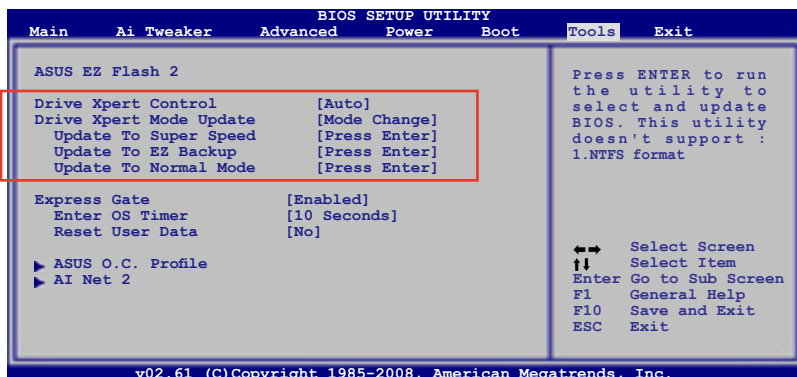 BIOS SETUP UTILITY
Main Ai Tweaker Advanced Power Boot Tools Exit
ASUS EZ Flash 2
Drive Xpert Control [Auto]
Drive Xpert Mode Update [Mode Change]
Update To Super Speed [Press Enter]
Update To EZ Backup [Press Enter]
Update To Normal Mode [Press Enter]
Express Gate [Enabled]
Enter OS Timer [10 Seconds]
Reset User Data [No]
ASUS O.C. Profile
AI Net 2
Press ENTER to run
the utility to
select and update
BIOS. This utility
doesn't support :
1.NTFS format
←→ Select Screen
↑↓ Select Item
Enter Go to Sub Screen
F1 General Help
F10 Save and Exit
ESC Exit
v02.61 (C)Copyright 1985-2008, American Megatrends, Inc.